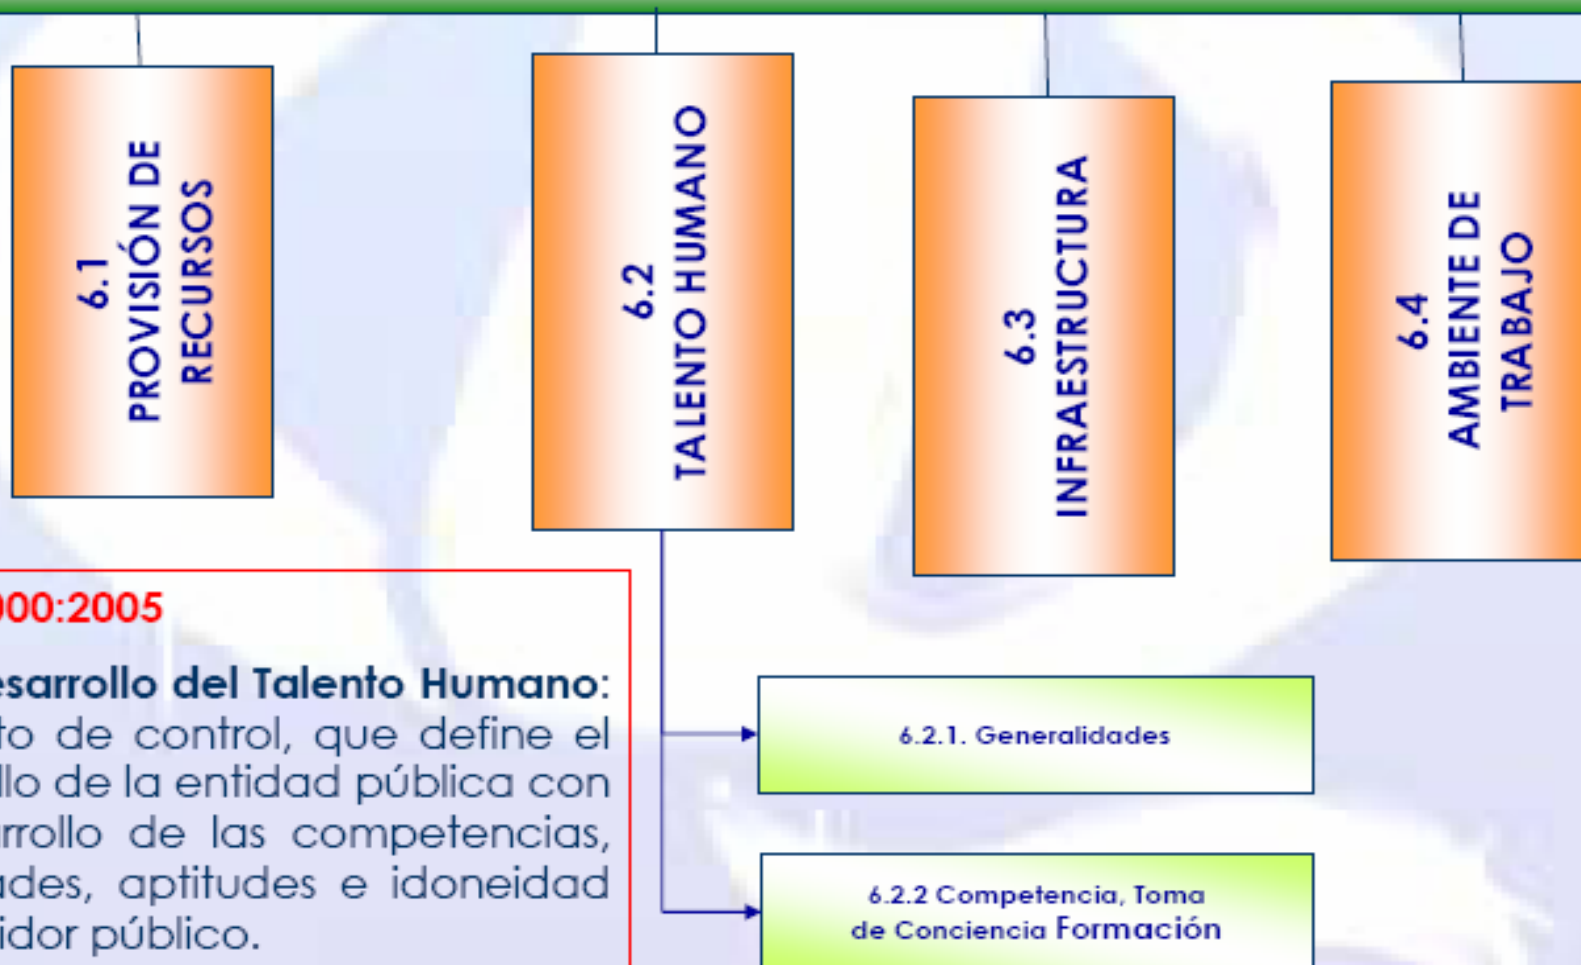 6.1
PROVISIÓN DE
RECURSOS
6.2
TALENTO HUMANO
6.3
INFRAESTRUCTURA
6.4
AMBIENTE DE
TRABAJO
000:2005
esarrollo del Talento Humano:
to de control, que define el
llo de la entidad pública con
rrollo de las competencias,
ades, aptitudes e idoneidad
idor público.
6.2.1. Generalidades
6.2.2 Competencia, Toma
de Conciencia Formación